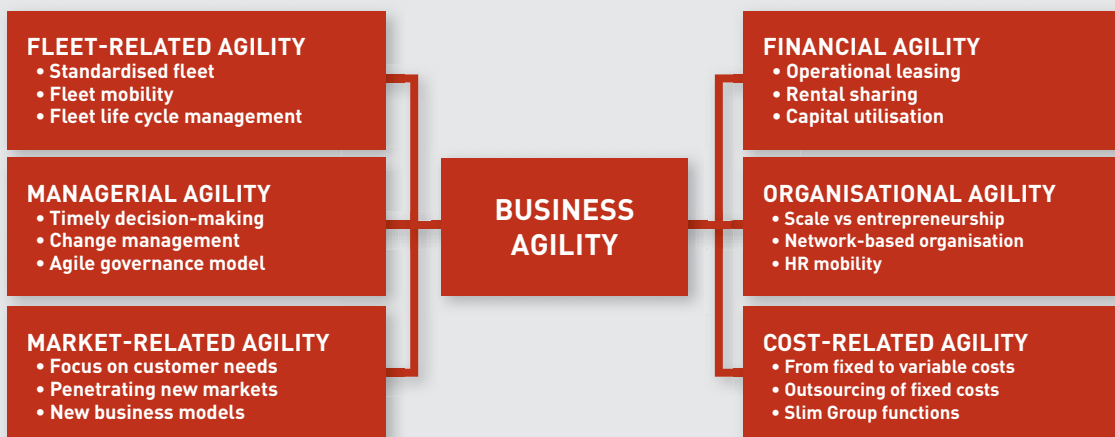 FLEET-RELATED AGILITY
• Standardised fleet
• Fleet mobility
• Fleet life cycle management
MANAGERIAL AGILITY
• Timely decision-making
• Change management
• Agile governance model
MARKET-RELATED AGILITY
• Focus on customer needs
• Penetrating new markets
• New business models
BUSINESS
AGILITY
FINANCIAL AGILITY
• Operational leasing
• Rental sharing
• Capital utilisation
ORGANISATIONAL AGILITY
• Scale vs entrepreneurship
• Network-based organisation
• HR mobility
COST-RELATED AGILITY
• From fixed to variable costs
• Outsourcing of fixed costs
• Slim Group functions